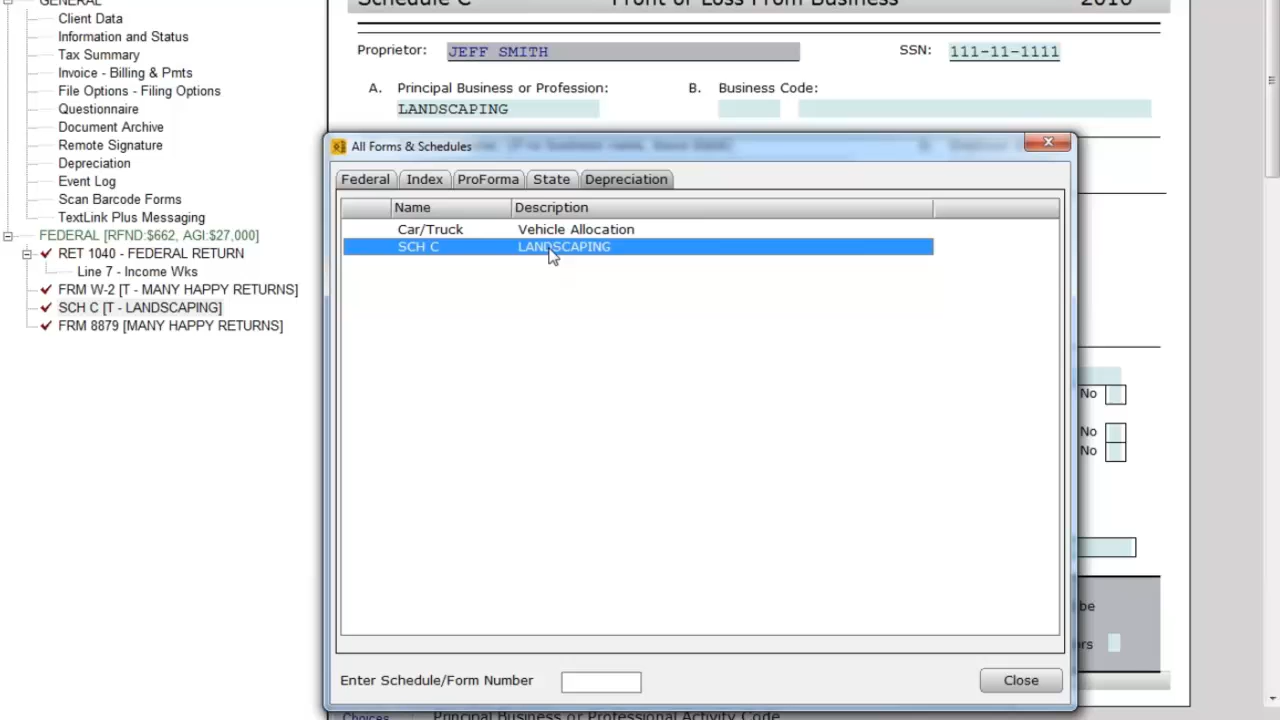 GENERAL
Client Data
Information and Status
Tax Summary
Invoice - Billing & Pmts
File Options - Filing Options
Questionnaire
Document Archive
Remote Signature
Depreciation
Event Log
Scan Barcode Forms
TextLink Plus Messaging
FEDERAL [RFND:$662, AGI:$27,000]
RET 1040 - FEDERAL RETURN
Line 7 - Income Wks
FRM W-2 [T - MANY HAPPY RETURNS]
SCH C [T - LANDSCAPING]
FRM 8879 [MANY HAPPY RETURNS]
Schedule C Profit or Loss From Business 2016
Proprietor: JEFF SMITH SSN: 111-11-1111
A. Principal Business or Profession: B. Business Code:
LANDSCAPING
All Forms & Schedules
Federal Index ProForma State Depreciation
Name Description
Car/Truck Vehicle Allocation
SCH C LANDSCAPING
No
No
No
be
Enter Schedule/Form Number Close
Choices Principal Business or Professional Activity Code